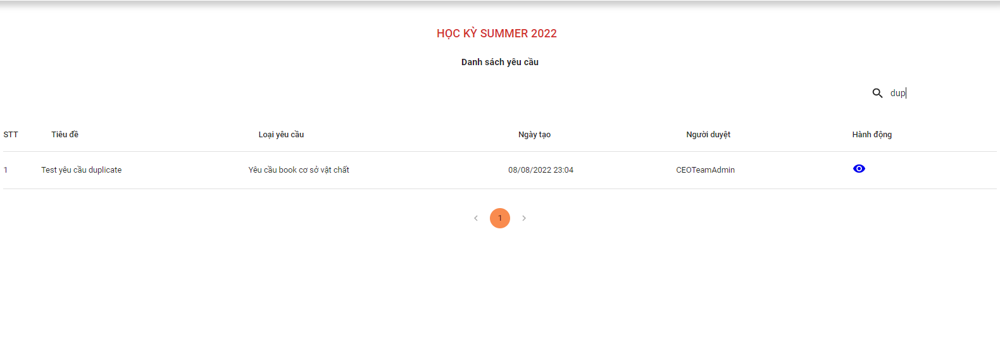 HỌC KỲ SUMMER 2022
Danh sách yêu cầu
dup
STT Tiêu đề Loại yêu cầu Ngày tạo Người duyệt Hành động
1 Test yêu cầu duplicate Yêu cầu book cơ sở vật chất 08/08/2022 23:04 CEOTeamAdmin
1